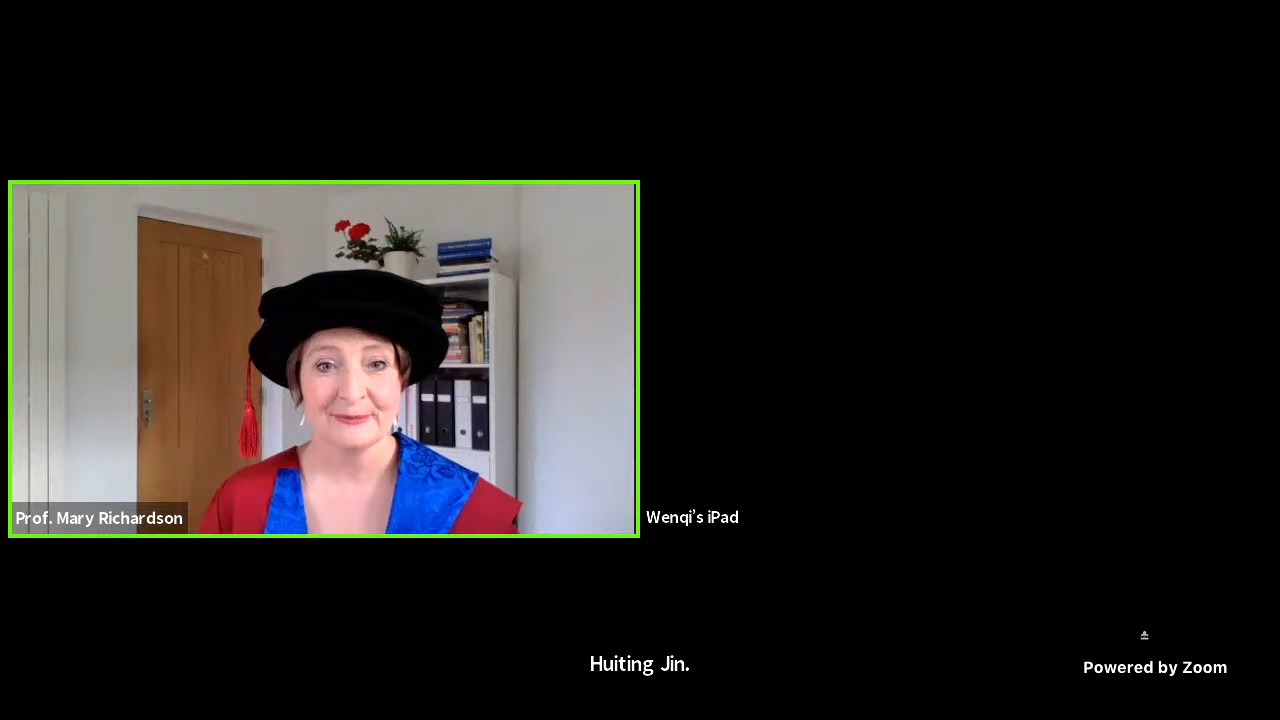 Prof. Mary Richardson
Wenqi’s iPad
Huiting Jin.
Powered by Zoom